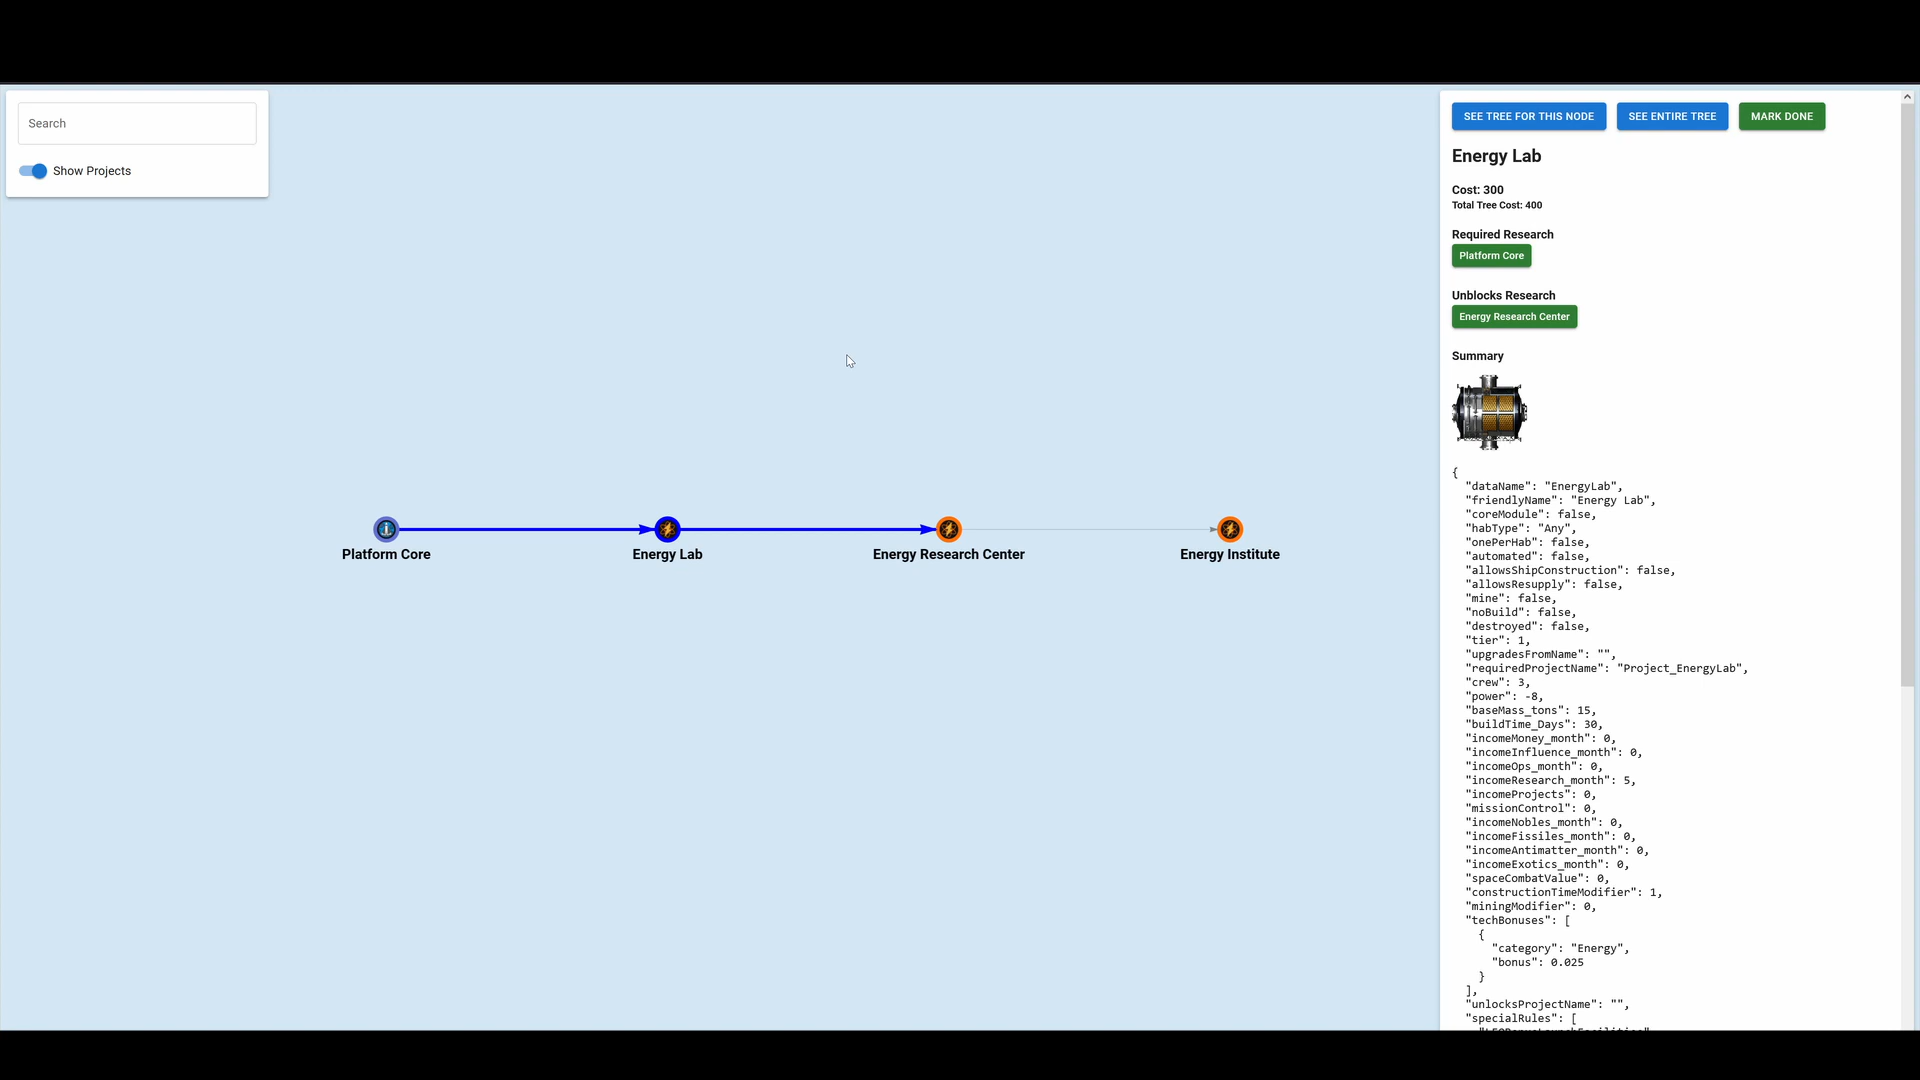 Search
Show Projects
Platform Core
Energy Lab
Energy Research Center
Energy Institute
SEE TREE FOR THIS NODE
SEE ENTIRE TREE
MARK DONE
Energy Lab
Cost: 300
Total Tree Cost: 400
Required Research
Platform Core
Unblocks Research
Energy Research Center
Summary
{
"dataName": "EnergyLab",
"friendlyName": "Energy Lab",
"coreModule": false,
"habType": "Any",
"onePerHab": false,
"automated": false,
"allowsShipConstruction": false,
"allowsResupply": false,
"mine": false,
"noBuild": false,
"destroyed": false,
"tier": 1,
"upgradesFromName": "",
"requiredProjectName": "Project_EnergyLab",
"crew": 3,
"power": -8,
"baseMass_tons": 15,
"buildTime_Days": 30,
"incomeMoney_month": 0,
"incomeInfluence_month": 0,
"incomeOps_month": 0,
"incomeResearch_month": 5,
"incomeProjects": 0,
"missionControl": 0,
"incomeNobles_month": 0,
"incomeFissiles_month": 0,
"incomeAntimatter_month": 0,
"incomeExotics_month": 0,
"spaceCombatValue": 0,
"constructionTimeModifier": 1,
"miningModifier": 0,
"techBonuses": [
{
"category": "Energy",
"bonus": 0.025
}
],
"unlocksProjectName": "",
"specialRules": [